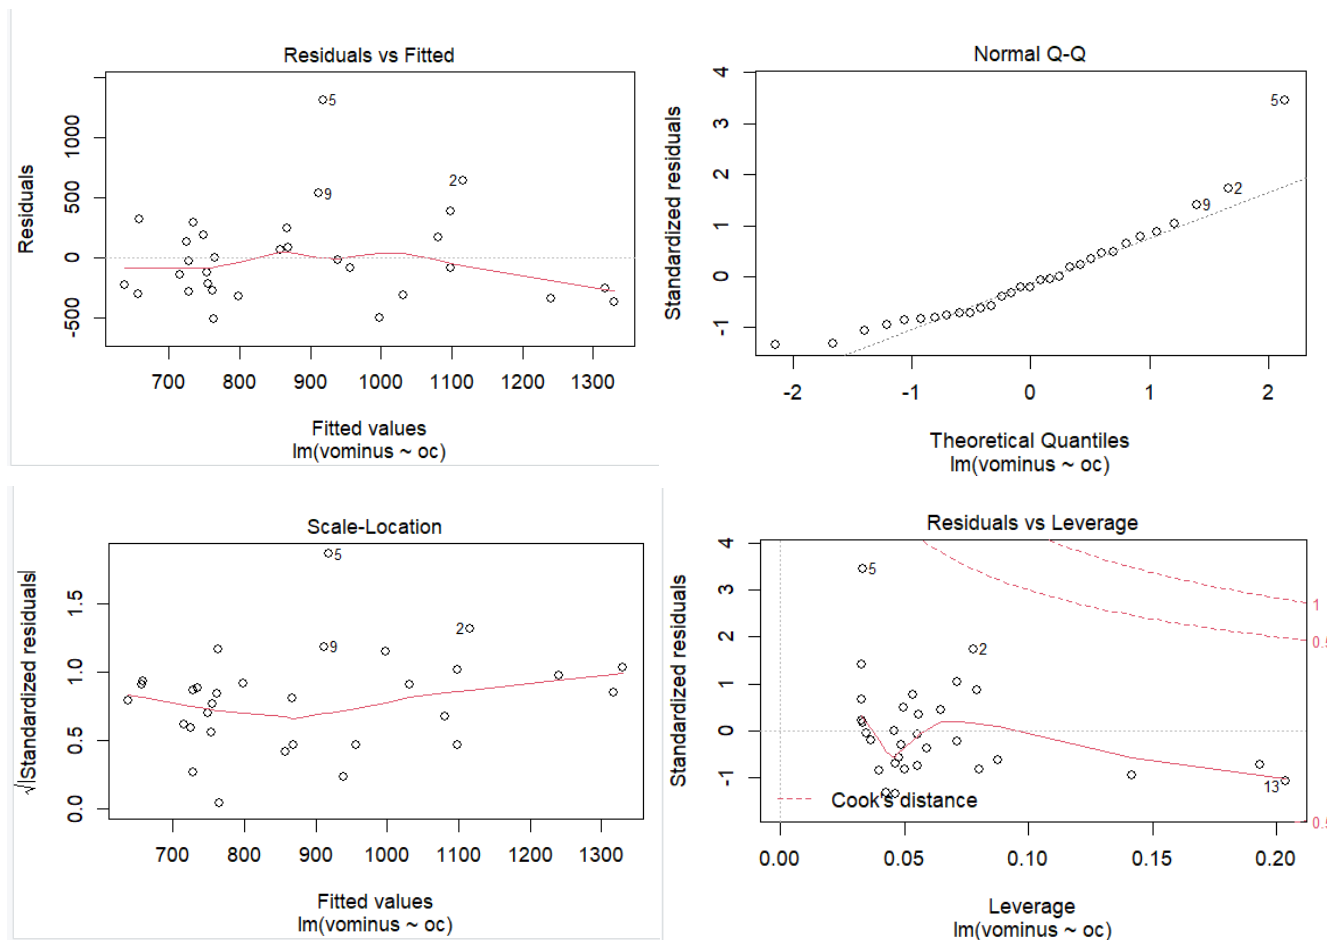 Residuals vs Fitted
Residuals
1000
500
0
-500
5
9
2
700 800 900 1000 1100 1200 1300
Fitted values
lm(vominus ~ oc)
Normal Q-Q
Standardized residuals
4
3
2
1
0
-1
5
2
9
-2 -1 0 1 2
Theoretical Quantiles
lm(vominus ~ oc)
Scale-Location
√|Standardized residuals|
1.5
1.0
0.5
0.0
5
9
2
700 800 900 1000 1100 1200 1300
Fitted values
lm(vominus ~ oc)
Residuals vs Leverage
Standardized residuals
4
3
2
1
0
-1
5
2
13
1
0.5
Cook's distance
0.5
0.00 0.05 0.10 0.15 0.20
Leverage
lm(vominus ~ oc)